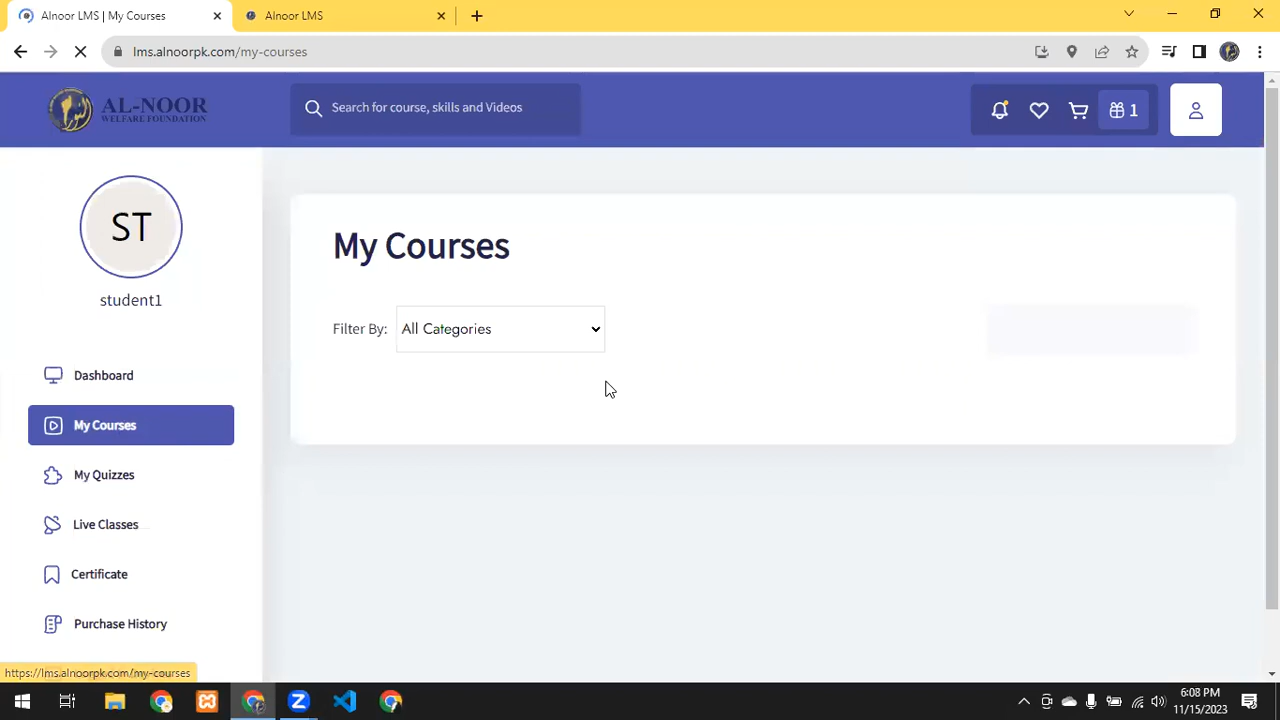 Alnoor LMS | My Courses
Alnoor LMS
lms.alnoorpk.com/my-courses
AL-NOOR
WELFARE FOUNDATION
Search for course, skills and Videos
1
ST
student1
My Courses
Filter By:
All Categories
Dashboard
My Courses
My Quizzes
Live Classes
Certificate
Purchase History
https://lms.alnoorpk.com/my-courses
6:08 PM
11/15/2023